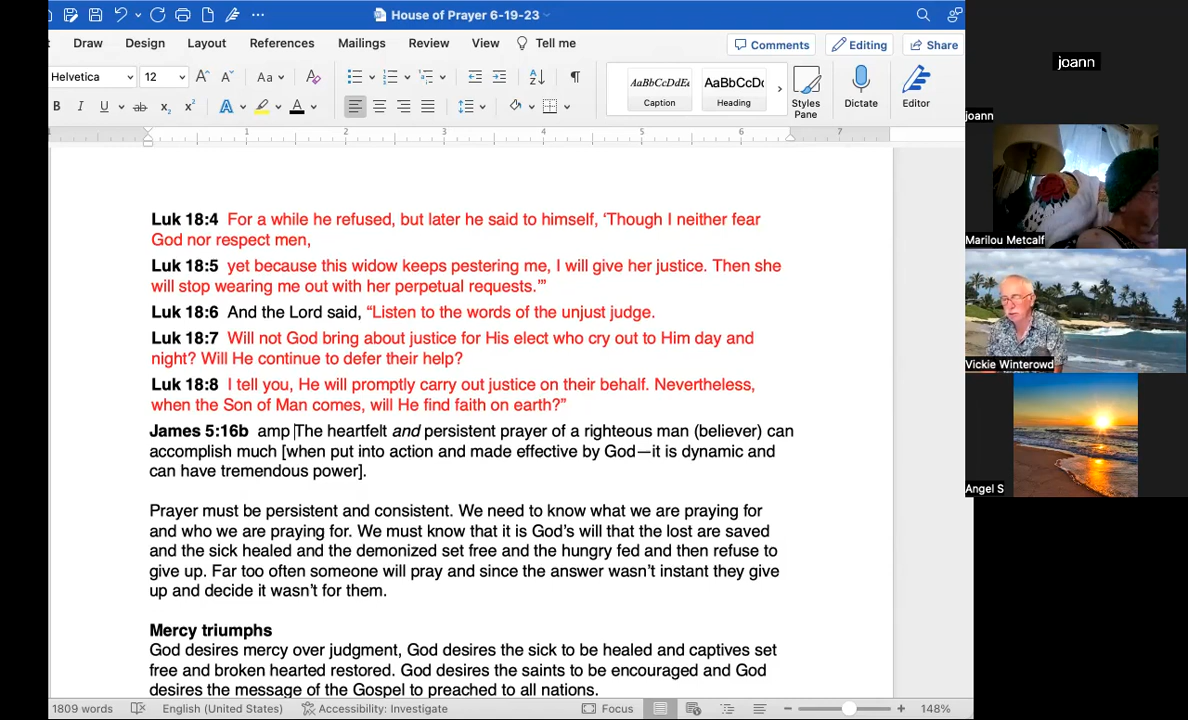 House of Prayer 6-19-23
Draw Design Layout References Mailings Review View Tell me Comments Editing Share
Helvetica 12 Aa AaBbCcDdEe AaBbCcDc
Caption Heading Styles Pane Dictate Editor
1 2 3 4 5 6 7
Luk 18:4 For a while he refused, but later he said to himself, ‘Though I neither fear
God nor respect men,
Luk 18:5 yet because this widow keeps pestering me, I will give her justice. Then she
will stop wearing me out with her perpetual requests.’”
Luk 18:6 And the Lord said, “Listen to the words of the unjust judge.
Luk 18:7 Will not God bring about justice for His elect who cry out to Him day and
night? Will He continue to defer their help?
Luk 18:8 I tell you, He will promptly carry out justice on their behalf. Nevertheless,
when the Son of Man comes, will He find faith on earth?”
James 5:16b amp The heartfelt and persistent prayer of a righteous man (believer) can
accomplish much [when put into action and made effective by God—it is dynamic and
can have tremendous power].
Prayer must be persistent and consistent. We need to know what we are praying for
and who we are praying for. We must know that it is God’s will that the lost are saved
and the sick healed and the demonized set free and the hungry fed and then refuse to
give up. Far too often someone will pray and since the answer wasn’t instant they give
up and decide it wasn’t for them.
Mercy triumphs
God desires mercy over judgment, God desires the sick to be healed and captives set
free and broken hearted restored. God desires the saints to be encouraged and God
desires the message of the Gospel to preached to all nations.
1809 words English (United States) Accessibility: Investigate Focus 148%
joann
joann
Marilou Metcalf
Vickie Winterowd
Angel S